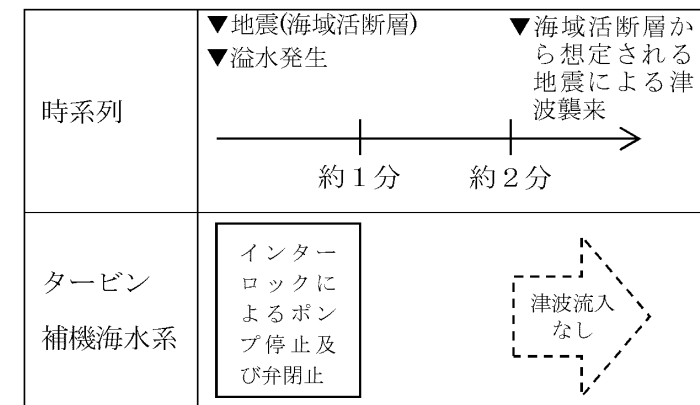 ▼地震(海域活断層)
▼溢水発生
▼海域活断層か
ら想定される
地震による津
波襲来
時系列
約１分
約２分
タービン
補機海水系
インター
ロックに
よるポン
プ停止及
び弁閉止
津波流入
なし